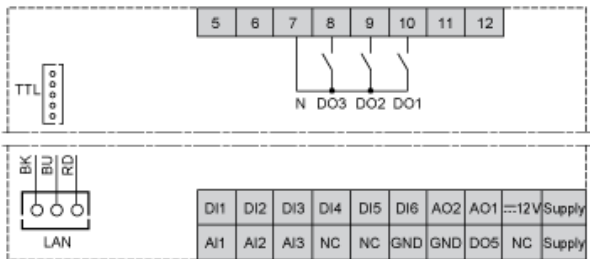 5 6 7 8 9 10 11 12
TTL
N DO3 DO2 DO1
BK BU RD
LAN
DI1 DI2 DI3 DI4 DI5 DI6 AO2 AO1 ⎓12V Supply
AI1 AI2 AI3 NC NC GND GND DO5 NC Supply